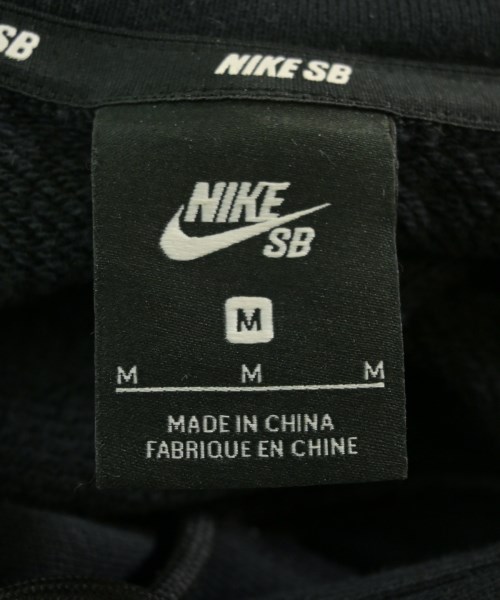 SB
NIKE SB
NIKE
SB
M
M M M
MADE IN CHINA
FABRIQUE EN CHINE